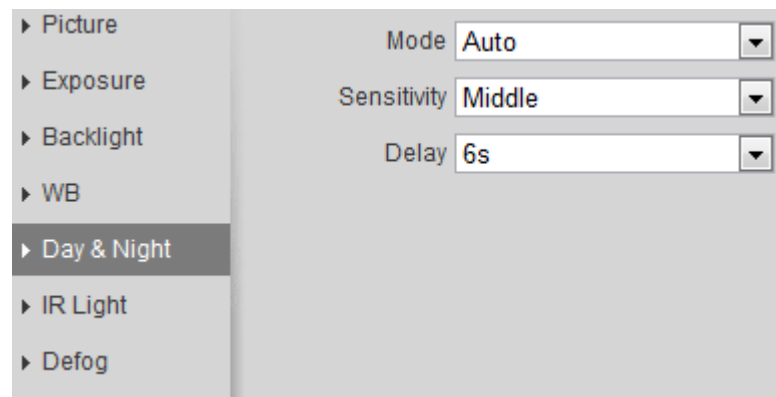 Picture
Exposure
Backlight
WB
Day & Night
IR Light
Defog
Mode Auto
Sensitivity Middle
Delay 6s